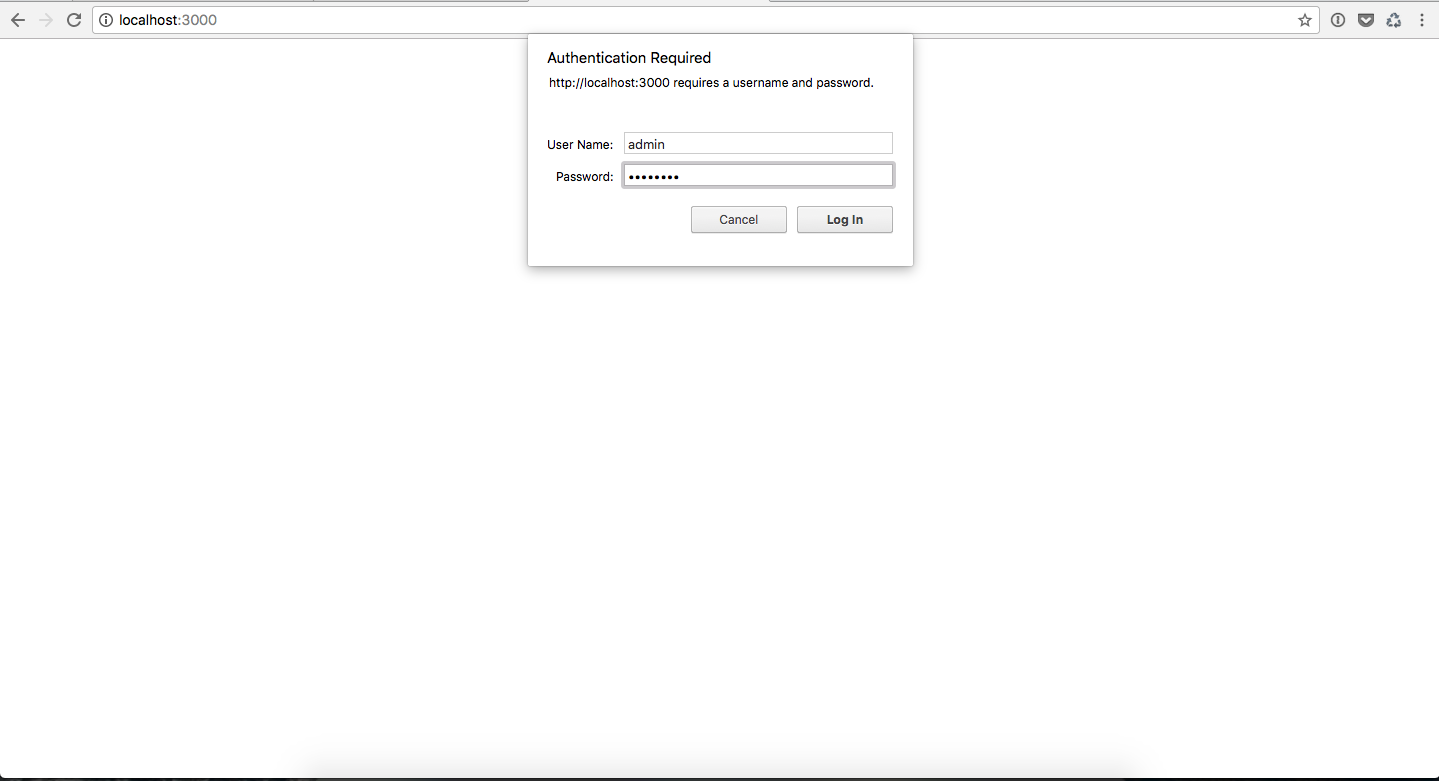 localhost:3000
Authentication Required
http://localhost:3000 requires a username and password.
User Name: admin
Password: ••••••••
Cancel Log In